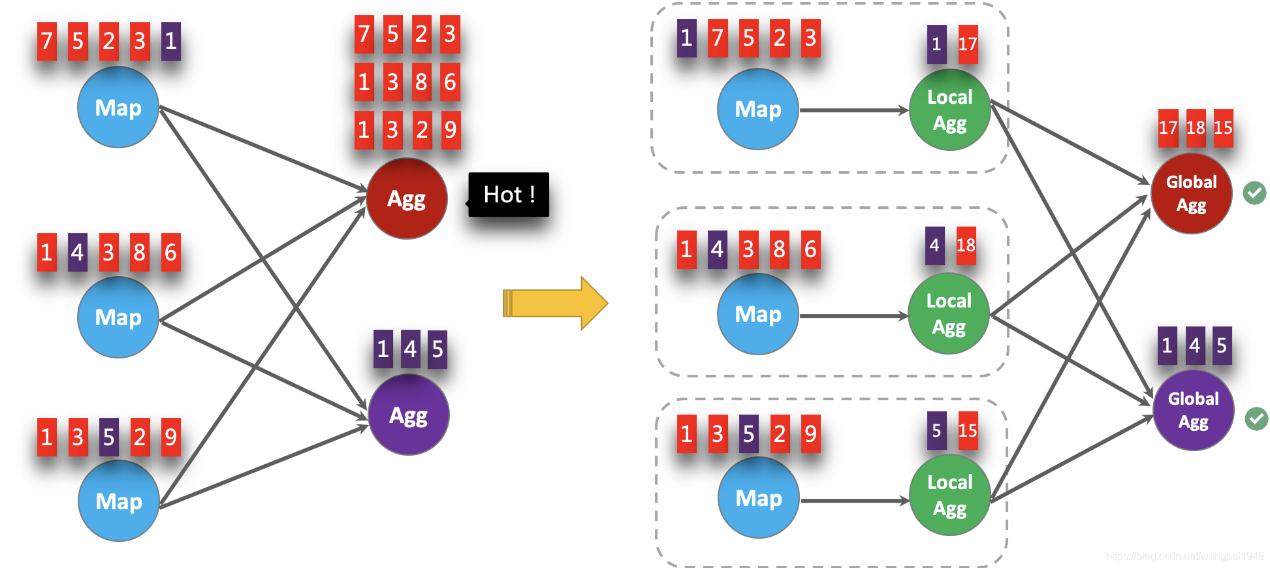 7 5 2 3 1
Map
7 5 2 3
1 3 8 6
1 3 2 9
Agg
Hot !
1 4 3 8 6
Map
1 4 5
Agg
1 3 5 2 9
Map
1 7 5 2 3
Map
1 17
Local
Agg
17 18 15
Global
Agg
1 4 3 8 6
Map
4 18
Local
Agg
1 4 5
Global
Agg
1 3 5 2 9
Map
5 15
Local
Agg
https://blog.csdn.net/wangpei1949